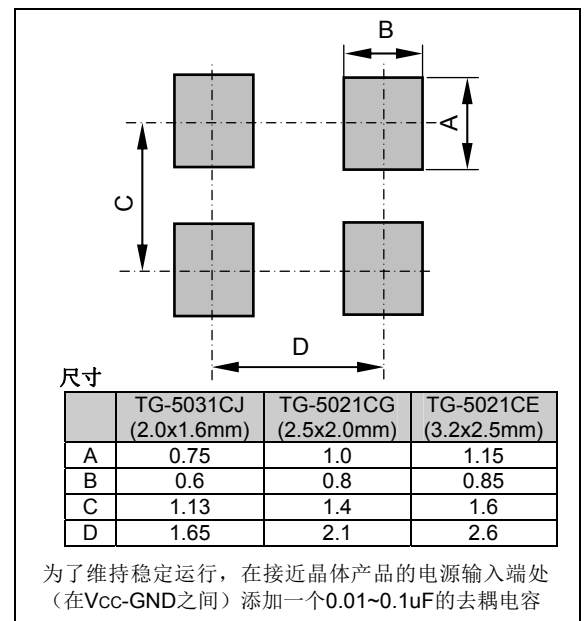 B
A
C
D
尺寸
TG-5031CJ TG-5021CG TG-5021CE
(2.0x1.6mm) (2.5x2.0mm) (3.2x2.5mm)
A 0.75 1.0 1.15
B 0.6 0.8 0.85
C 1.13 1.4 1.6
D 1.65 2.1 2.6
为了维持稳定运行，在接近晶体产品的电源输入端处
（在Vcc-GND之间）添加一个0.01~0.1uF的去耦电容